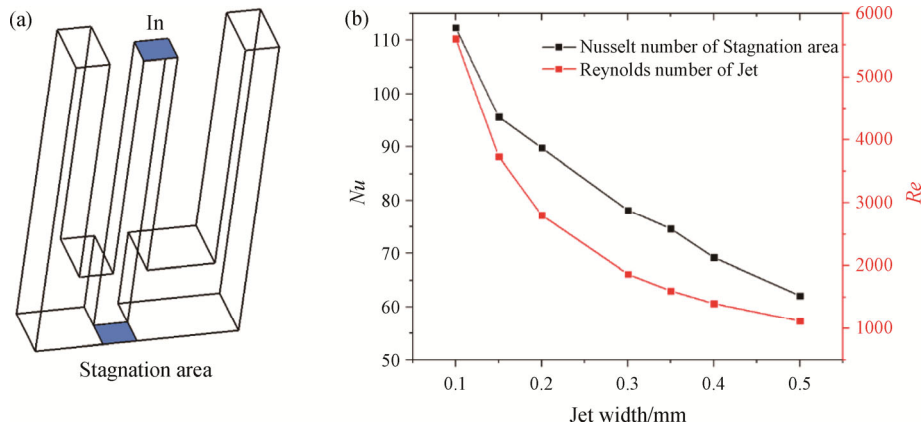 (a)
In
Stagnation area
(b)
Nusselt number of Stagnation area
Reynolds number of Jet
Nu
110
100
90
80
70
60
50
Re
6000
5000
4000
3000
2000
1000
0.1 0.2 0.3 0.4 0.5
Jet width/mm